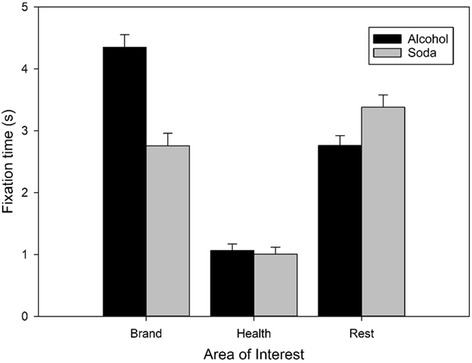 5
4
3
2
1
0
Fixation time (s)
Alcohol
Soda
Brand
Health
Rest
Area of Interest